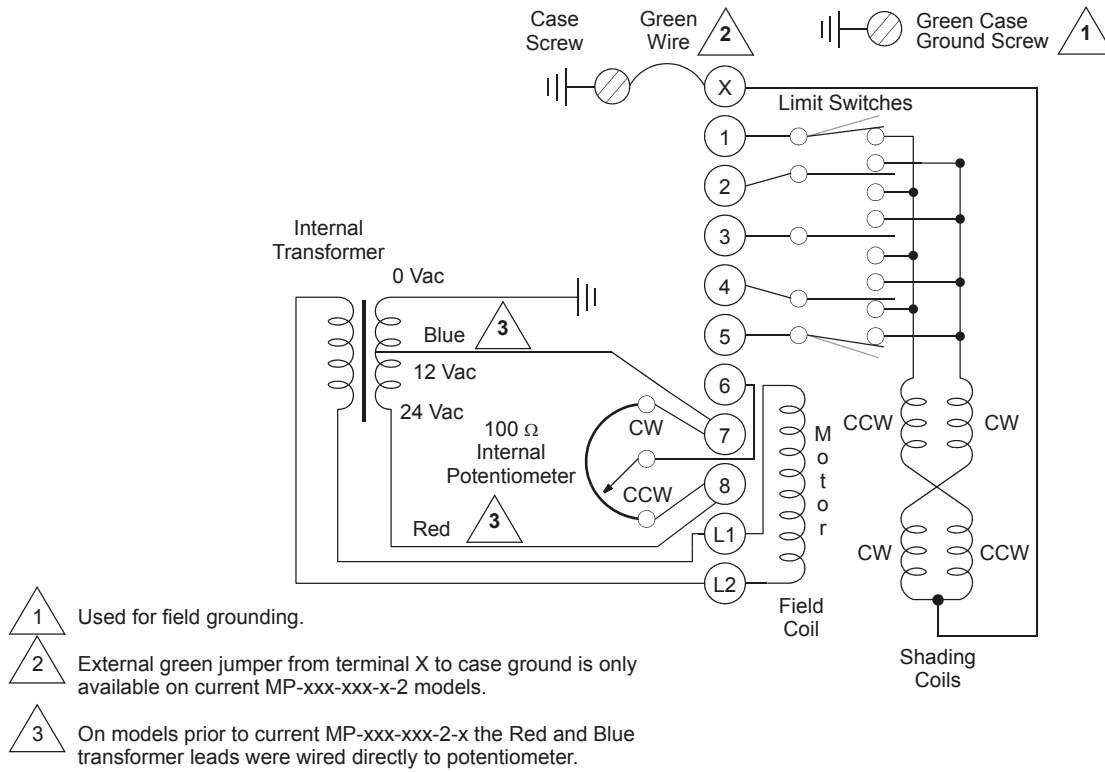 Case
Screw
Green
Wire
2
Green Case
Ground Screw
1
X
Limit Switches
1
2
3
4
5
6
7
8
L1
L2
Internal
Transformer
0 Vac
Blue
3
12 Vac
24 Vac
100 Ω
Internal
Potentiometer
CW
CCW
Red
3
Motor
Field
Coil
CCW
CW
CW
CCW
Shading
Coils
1
Used for field grounding.
2
External green jumper from terminal X to case ground is only
available on current MP-xxx-xxx-x-2 models.
3
On models prior to current MP-xxx-xxx-2-x the Red and Blue
transformer leads were wired directly to potentiometer.